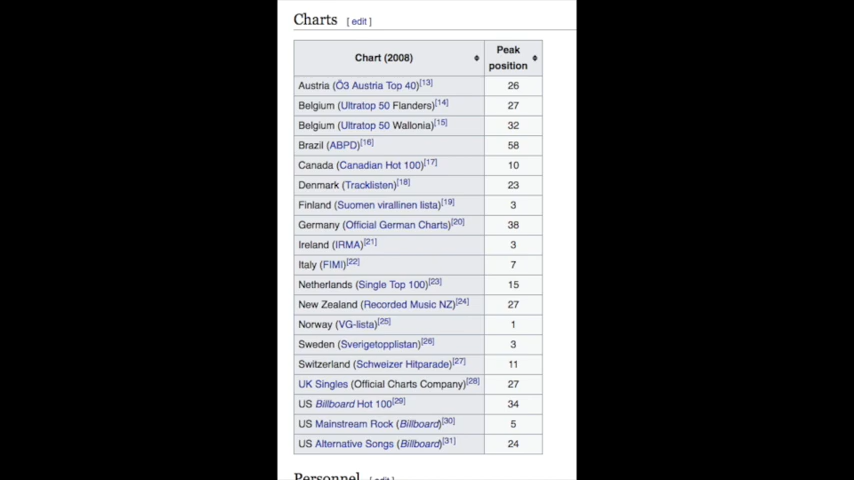 Charts [ edit ]
Chart (2008) Peak position
Austria (Ö3 Austria Top 40)[13] 26
Belgium (Ultratop 50 Flanders)[14] 27
Belgium (Ultratop 50 Wallonia)[15] 32
Brazil (ABPD)[16] 58
Canada (Canadian Hot 100)[17] 10
Denmark (Tracklisten)[18] 23
Finland (Suomen virallinen lista)[19] 3
Germany (Official German Charts)[20] 38
Ireland (IRMA)[21] 3
Italy (FIMI)[22] 7
Netherlands (Single Top 100)[23] 15
New Zealand (Recorded Music NZ)[24] 27
Norway (VG-lista)[25] 1
Sweden (Sverigetopplistan)[26] 3
Switzerland (Schweizer Hitparade)[27] 11
UK Singles (Official Charts Company)[28] 27
US Billboard Hot 100[29] 34
US Mainstream Rock (Billboard)[30] 5
US Alternative Songs (Billboard)[31] 24
Personnel [ edit ]